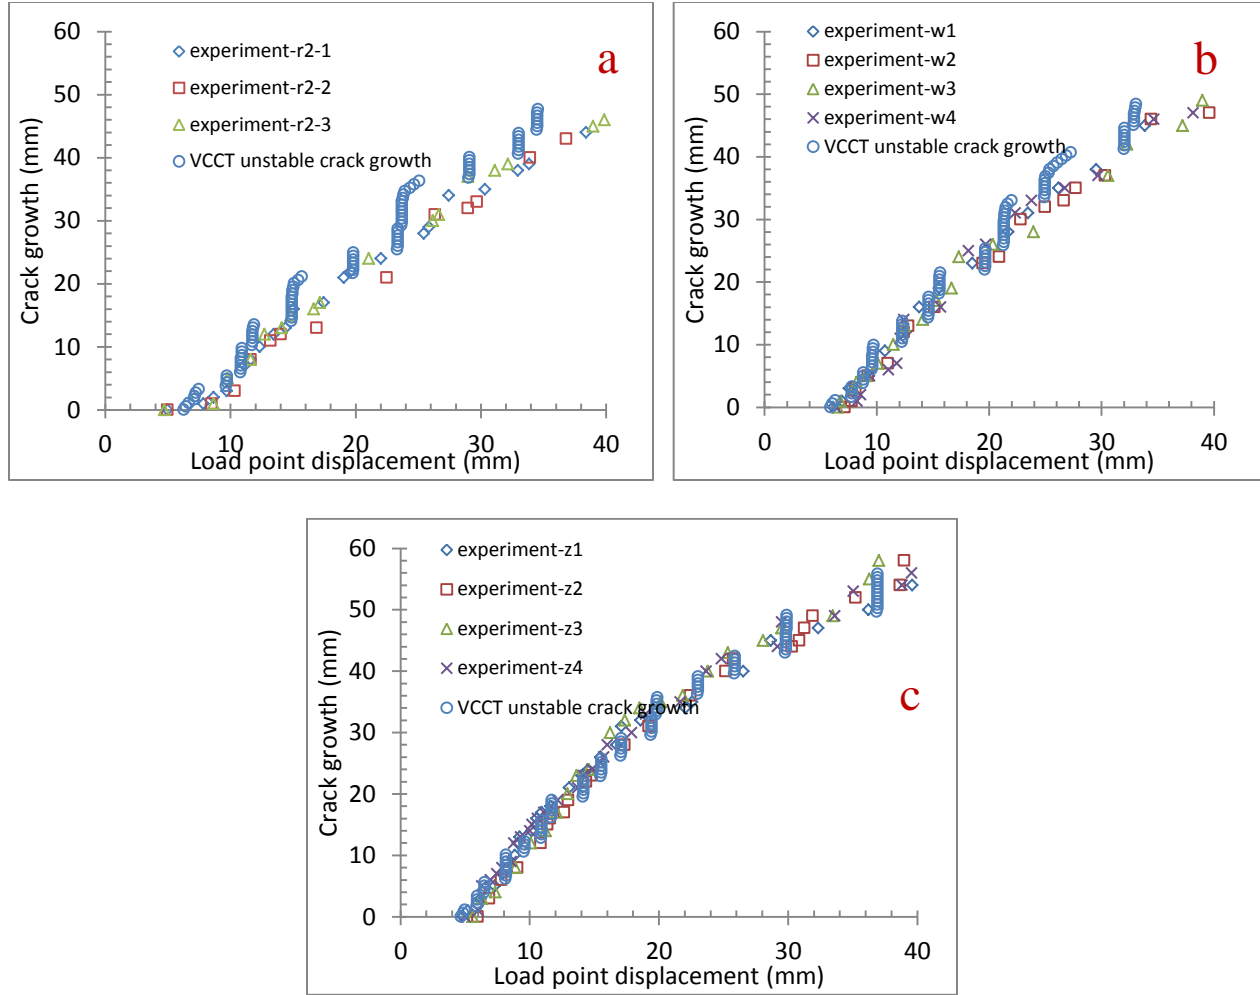 60
50
40
30
20
10
0
Crack growth (mm)
experiment-r2-1
experiment-r2-2
experiment-r2-3
VCCT unstable crack growth
a
0 10 20 30 40
Load point displacement (mm)
60
50
40
30
20
10
0
Crack growth (mm)
experiment-w1
experiment-w2
experiment-w3
experiment-w4
VCCT unstable crack growth
b
0 10 20 30 40
Load point displacement (mm)
60
50
40
30
20
10
0
Crack growth (mm)
experiment-z1
experiment-z2
experiment-z3
experiment-z4
VCCT unstable crack growth
c
0 10 20 30 40
Load point displacement (mm)